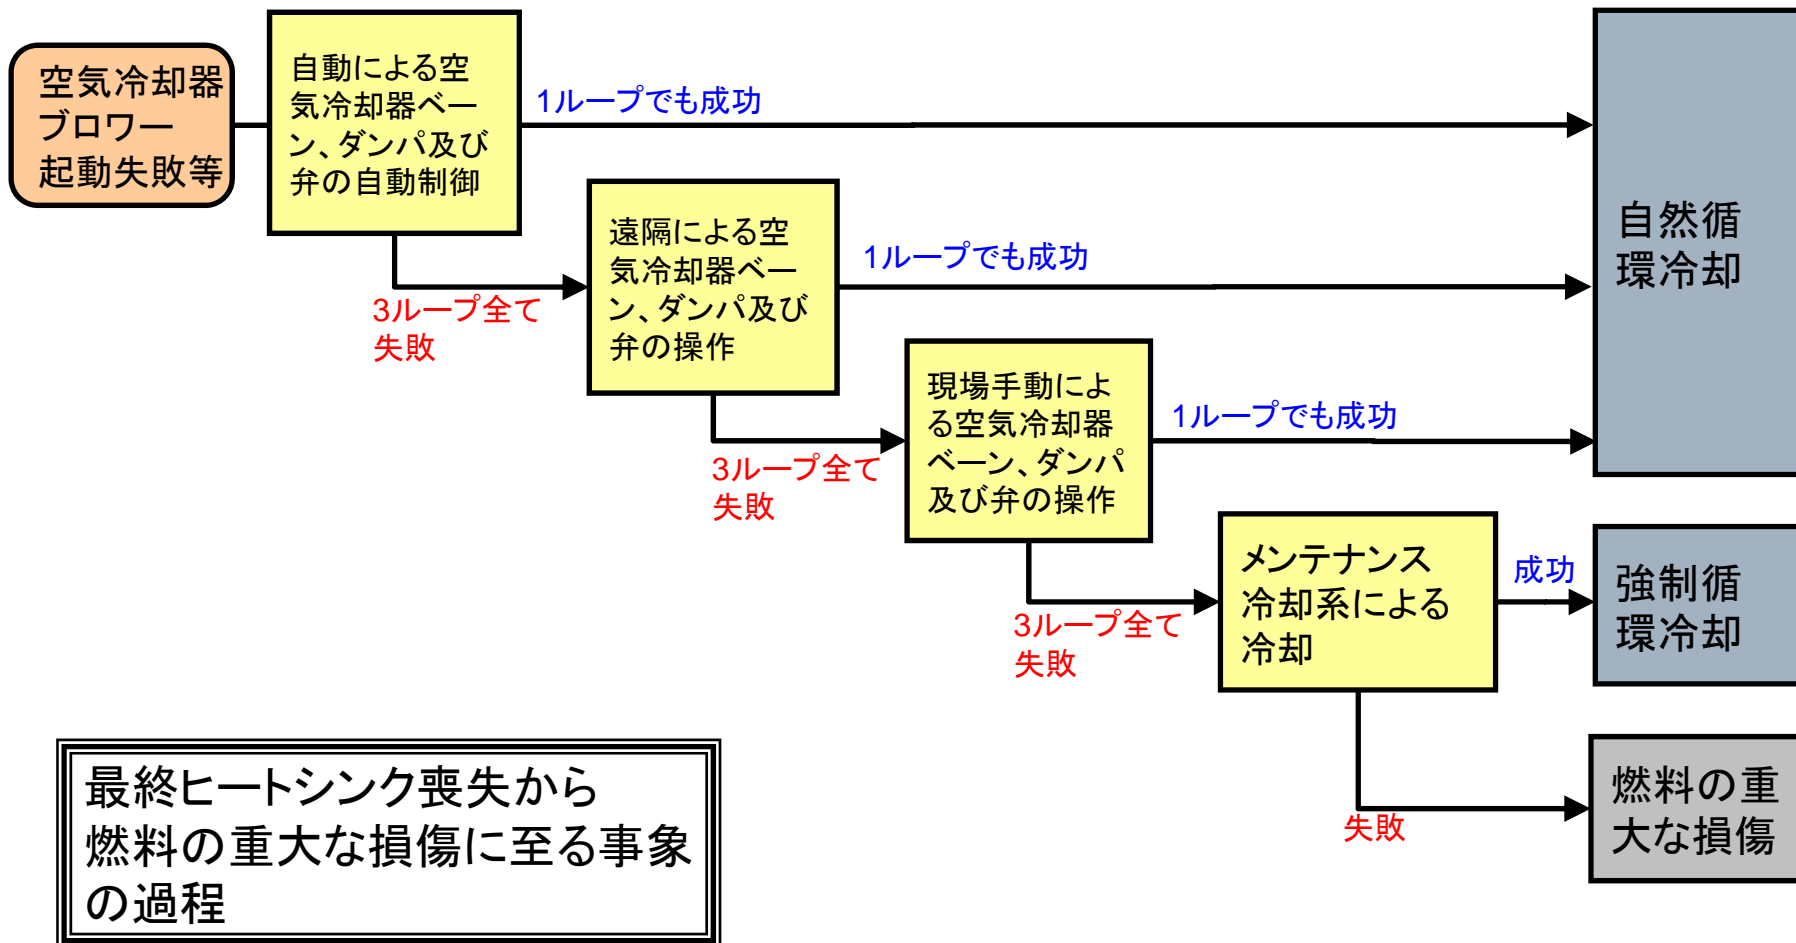 空気冷却器
ブロワー
起動失敗等
自動による空
気冷却器ベー
ン、ダンパ及び
弁の自動制御
1ループでも成功
3ループ全て
失敗
遠隔による空
気冷却器ベー
ン、ダンパ及び
弁の操作
1ループでも成功
3ループ全て
失敗
現場手動によ
る空気冷却器
ベーン、ダンパ
及び弁の操作
1ループでも成功
3ループ全て
失敗
メンテナンス
冷却系による
冷却
成功
失敗
自然循
環冷却
強制循
環冷却
燃料の重
大な損傷
最終ヒートシンク喪失から
燃料の重大な損傷に至る事象
の過程